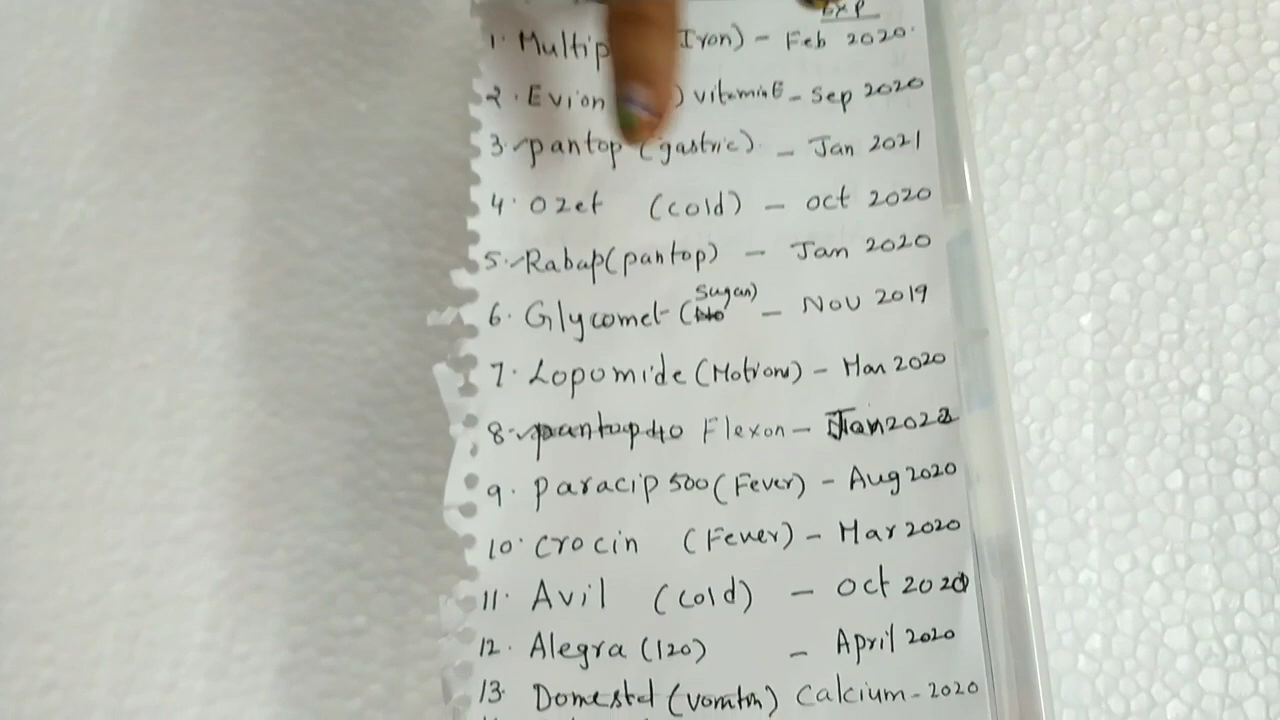 Exp
1. Multip Iron) - Feb 2020.
2. Evion ) vitaminE - Sep 2020
3. pantop (gastric) - Jan 2021
4. Ozet (cold) - oct 2020
5. Rabap (pantop) - Jan 2020
6. Glycomet (No Sugar) - Nov 2019
7. Lopomide (Motions) - Mar 2020
8. pantop 40 Flexon - Jan 2022
9. paracip 500 (Fever) - Aug 2020
10. crocin (Fever) - Mar 2020
11. Avil (cold) - oct 2020
12. Alegra (120) - April 2020
13. (vomtm) Calcium - 2020